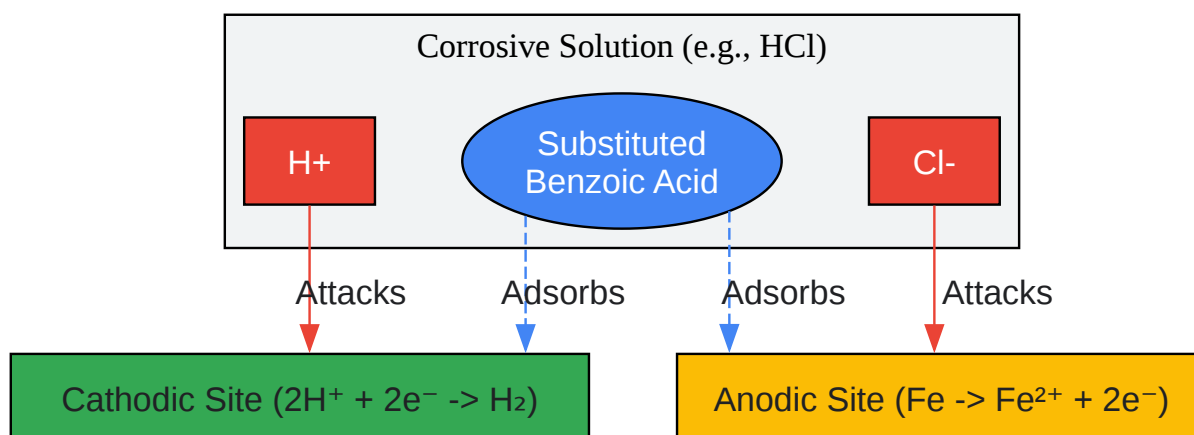 Corrosive Solution (e.g., HCl)
H+
Substituted
Benzoic Acid
Cl-
Attacks
Adsorbs
Adsorbs
Attacks
Cathodic Site (2H⁺ + 2e⁻ -> H₂)
Anodic Site (Fe -> Fe²⁺ + 2e⁻)